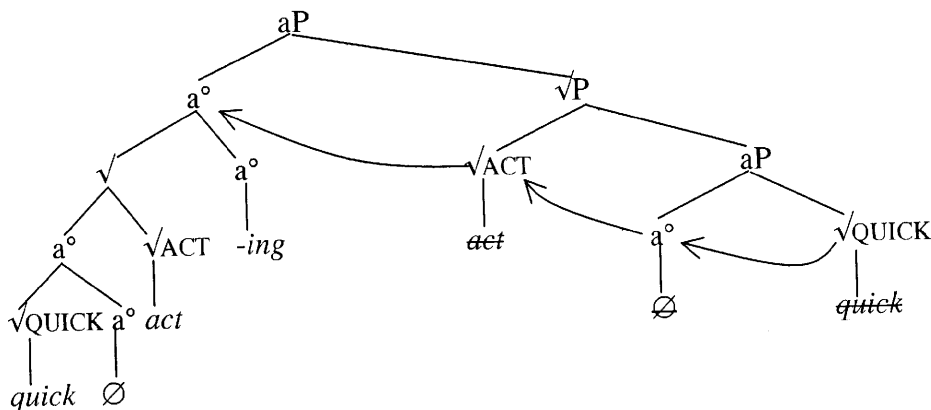 aP
a° √P
√ a° √ACT aP
a° √ACT -ing act a° √QUICK
√QUICK a° act ∅ quick
quick ∅